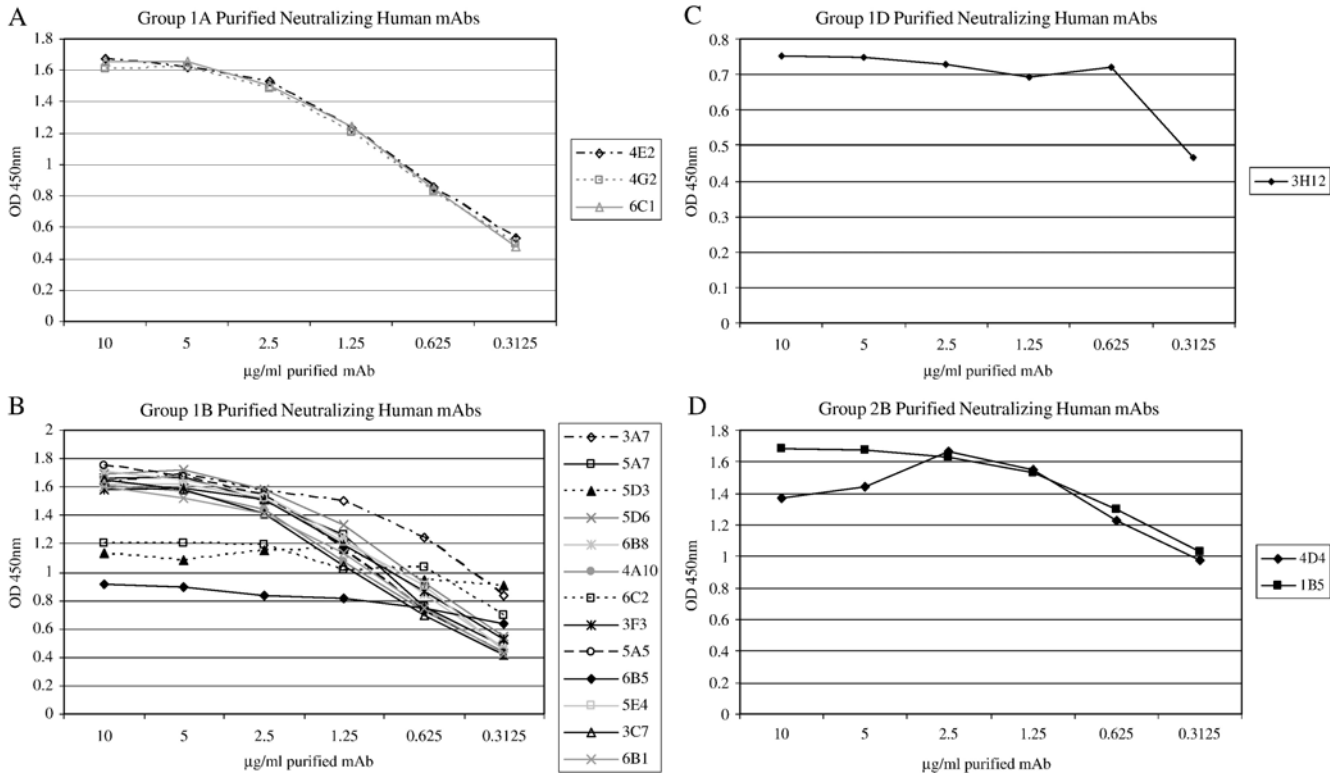 A
Group 1A Purified Neutralizing Human mAbs
1.8
1.6
1.4
1.2
1
0.8
0.6
0.4
0.2
0
OD 450nm
10 5 2.5 1.25 0.625 0.3125
µg/ml purified mAb
4E2
4G2
6C1
B
Group 1B Purified Neutralizing Human mAbs
2
1.8
1.6
1.4
1.2
1
0.8
0.6
0.4
0.2
0
OD 450nm
10 5 2.5 1.25 0.625 0.3125
µg/ml purified mAb
3A7
5A7
5D3
5D6
6B8
4A10
6C2
3F3
5A5
6B5
5E4
3C7
6B1
C
Group 1D Purified Neutralizing Human mAbs
0.8
0.7
0.6
0.5
0.4
0.3
0.2
0.1
0
OD 450nm
10 5 2.5 1.25 0.625 0.3125
µg/ml purified mAb
3H12
D
Group 2B Purified Neutralizing Human mAbs
1.8
1.6
1.4
1.2
1
0.8
0.6
0.4
0.2
0
OD 450nm
10 5 2.5 1.25 0.625 0.3125
µg/ml purified mAb
4D4
1B5